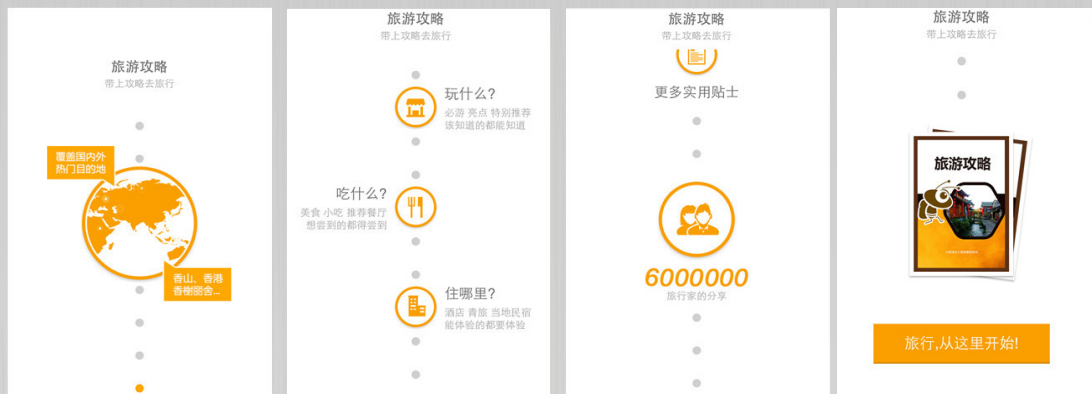 旅游攻略
带上攻略去旅行
覆盖国内外
热门目的地
香山、香港
香榭丽舍...
旅游攻略
带上攻略去旅行
玩什么?
必游 亮点 特别推荐
该知道的都能知道
吃什么?
美食 小吃 推荐餐厅
想尝到的都得尝到
住哪里?
酒店 青旅 当地民宿
能体验的都要体验
旅游攻略
带上攻略去旅行
更多实用贴士
6000000
旅行家的分享
旅游攻略
带上攻略去旅行
旅游攻略
旅行,从这里开始!